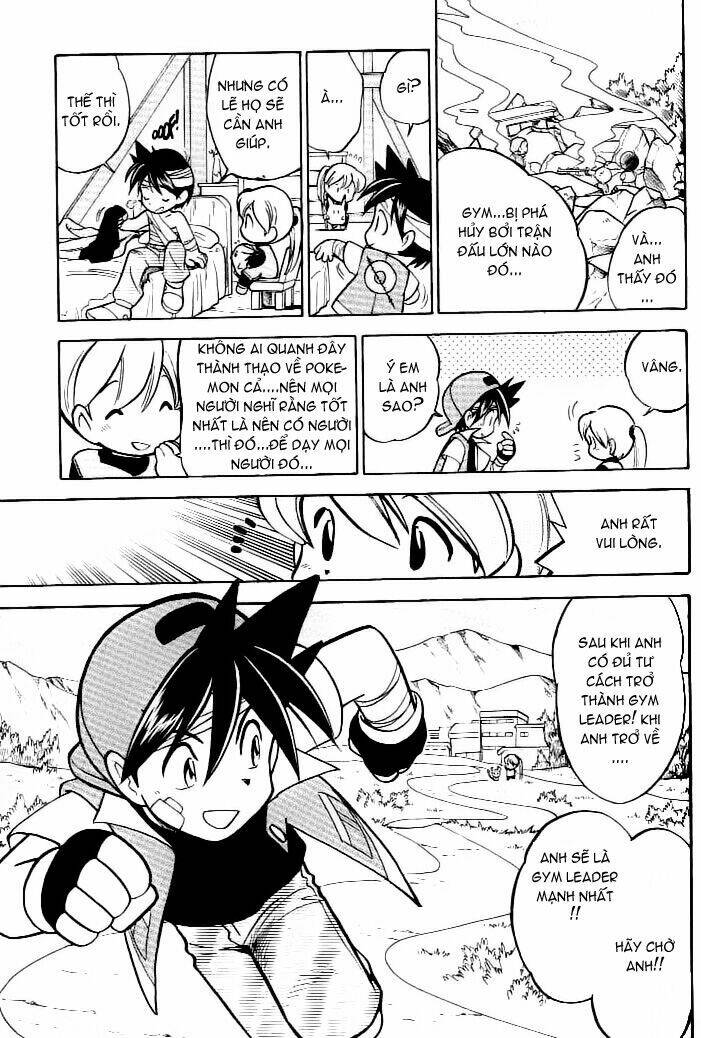 VÀ...
ANH
THẤY ĐÓ
...
GYM...BỊ PHÁ
HỦY BỞI TRẬN
ĐẤU LỚN NÀO
ĐÓ...
GÌ?
À...
NHƯNG CÓ
LẼ HỌ SẼ
CẦN ANH
GIÚP.
THẾ THÌ
TỐT RỒI.
OOOF!
VÂNG.
Ý EM
LÀ ANH
SAO?
KHÔNG AI QUANH ĐÂY
THÀNH THẠO VỀ POKE-
MON CẢ....NÊN MỌI
NGƯỜI NGHĨ RẰNG TỐT
NHẤT LÀ NÊN CÓ NGƯỜI
....THÌ ĐÓ...ĐỂ DẠY MỌI
NGƯỜI ĐÓ...
ANH RẤT
VUI LÒNG.
SAU KHI ANH
CÓ ĐỦ TƯ
CÁCH TRỞ
THÀNH GYM
LEADER! KHI
ANH TRỞ VỀ
....
ANH SẼ LÀ
GYM LEADER
MẠNH NHẤT
!!
HÃY CHỜ
ANH!!